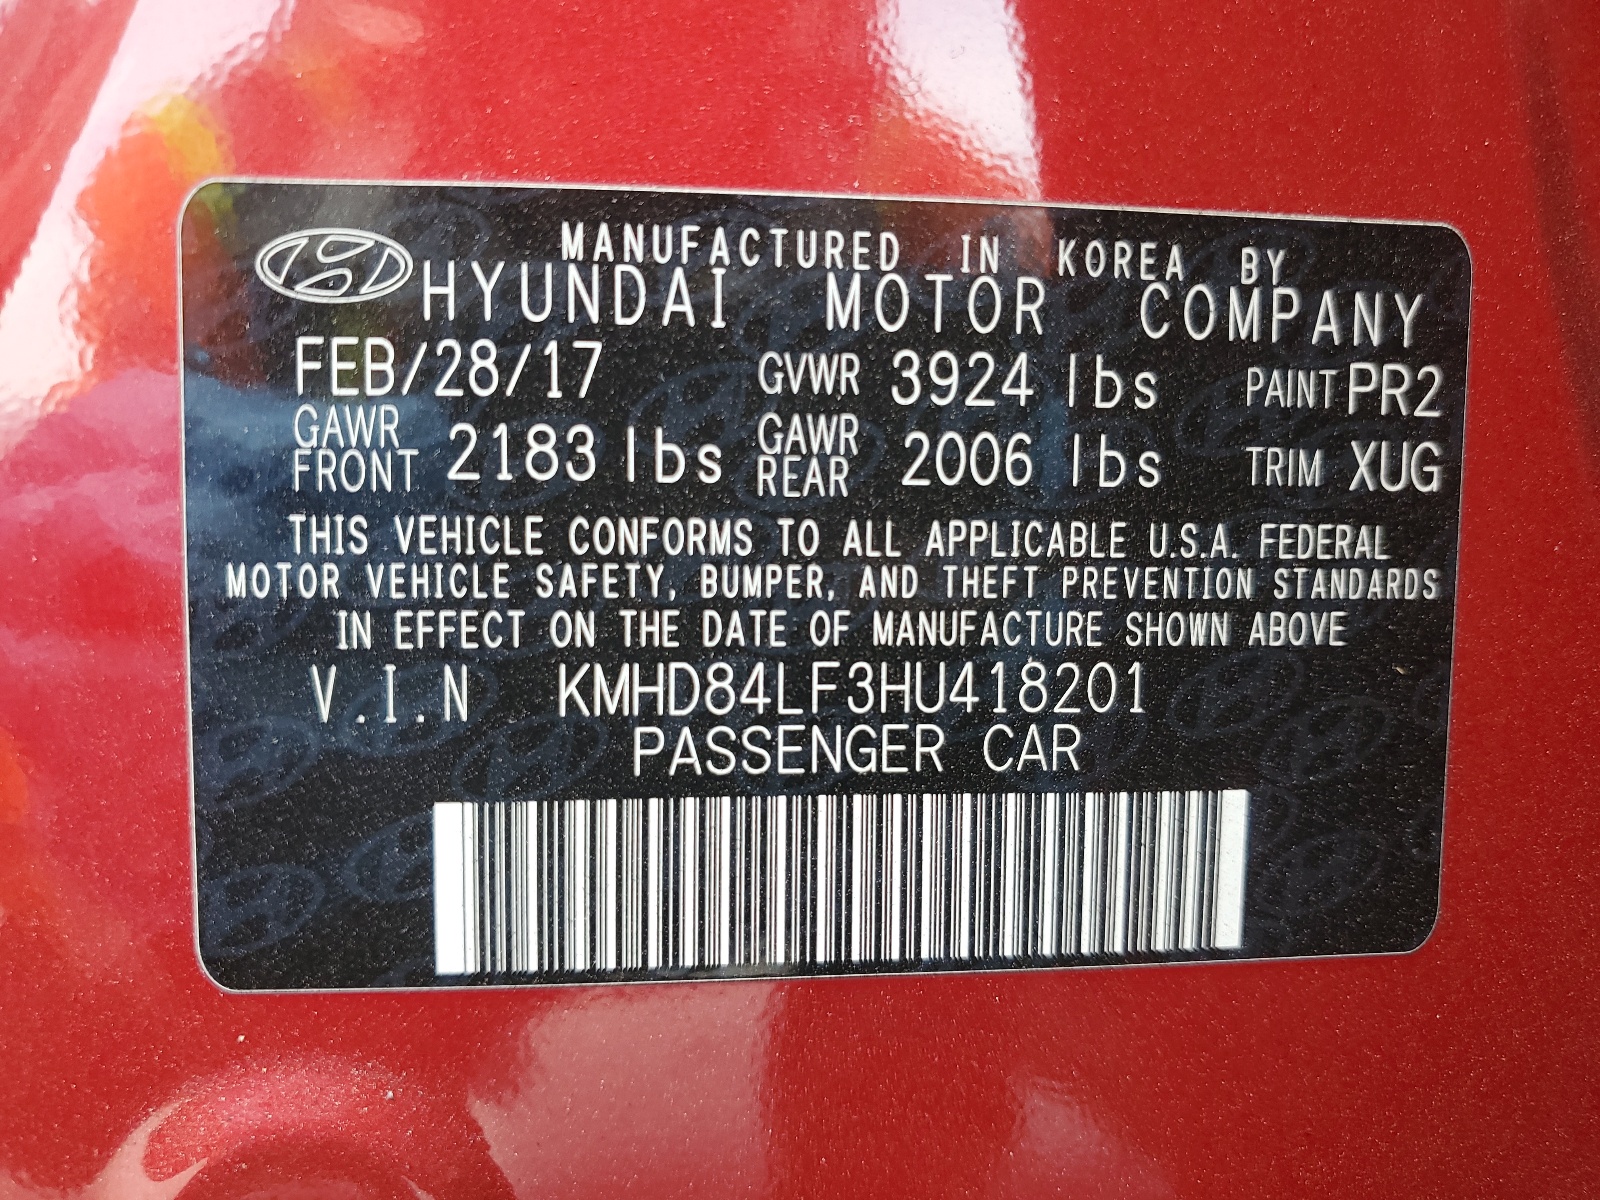 MANUFACTURED IN KOREA BY
HYUNDAI MOTOR COMPANY
FEB/28/17 GVWR 3924 lbs PAINT PR2
GAWR FRONT 2183 lbs GAWR REAR 2006 lbs TRIM XUG
THIS VEHICLE CONFORMS TO ALL APPLICABLE U.S.A. FEDERAL
MOTOR VEHICLE SAFETY, BUMPER, AND THEFT PREVENTION STANDARDS
IN EFFECT ON THE DATE OF MANUFACTURE SHOWN ABOVE
V.I.N KMHD84LF3HU418201
PASSENGER CAR